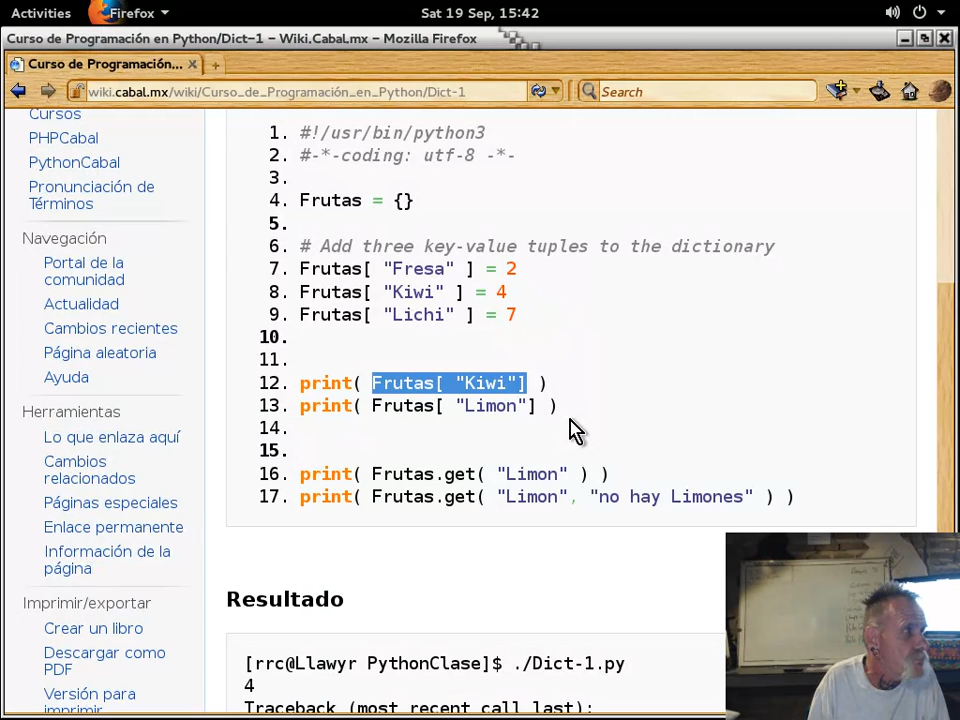 Activities Firefox Sat 19 Sep, 15:42
Curso de Programación en Python/Dict-1 – Wiki.Cabal.mx – Mozilla Firefox
Curso de Programación...
wiki.cabal.mx/wiki/Curso_de_Programación_en_Python/Dict-1 Search
Cursos
PHPCabal
PytonCabal
Pronunciación de
Términos
Navegación
Portal de la
comunidad
Actualidad
Cambios recientes
Página aleatoria
Ayuda
Herramientas
Lo que enlaza aquí
Cambios
relacionados
Páginas especiales
Enlace permanente
Información de la
página
Imprimir/exportar
Crear un libro
Descargar como
PDF
Versión para
imprimir
1. #!/usr/bin/python3
2. #-*-coding: utf-8 -*-
3.
4. Frutas = {}
5.
6. # Add three key-value tuples to the dictionary
7. Frutas[ "Fresa" ] = 2
8. Frutas[ "Kiwi" ] = 4
9. Frutas[ "Lichi" ] = 7
10.
11.
12. print( Frutas[ "Kiwi"] )
13. print( Frutas[ "Limon"] )
14.
15.
16. print( Frutas.get( "Limon" ) )
17. print( Frutas.get( "Limon", "no hay Limones" ) )
Resultado
[rrc@Llawyr PythonClase]$ ./Dict-1.py
4
Traceback (most recent call last):